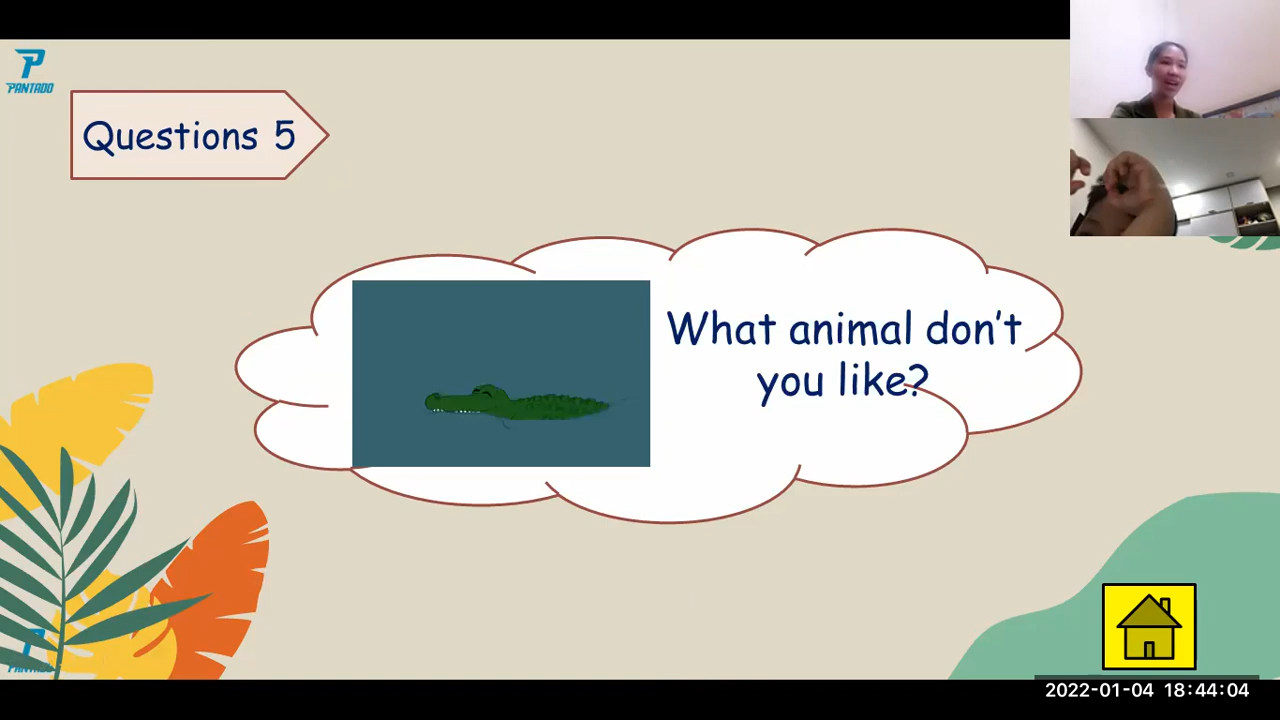 PANTADO
Questions 5
What animal don't
you like?
2022-01-04 18:44:04